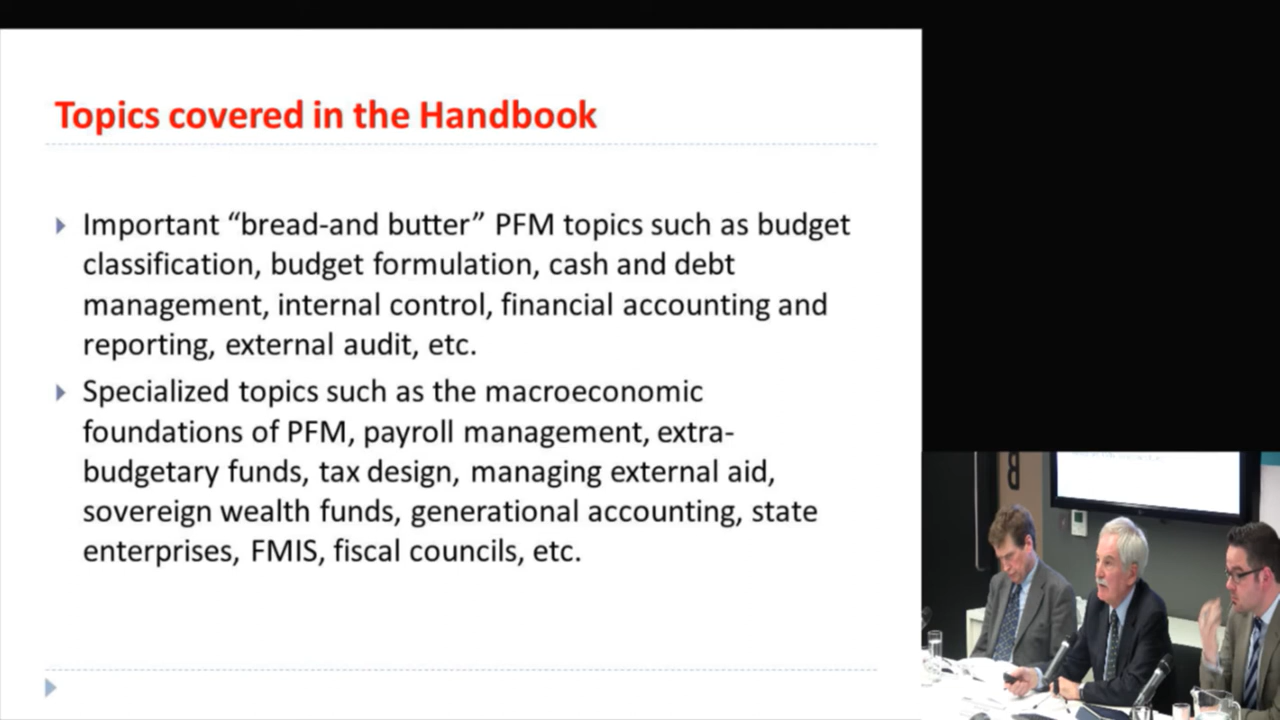 Topics covered in the Handbook
Important “bread-and butter” PFM topics such as budget
classification, budget formulation, cash and debt
management, internal control, financial accounting and
reporting, external audit, etc.
Specialized topics such as the macroeconomic
foundations of PFM, payroll management, extra-
budgetary funds, tax design, managing external aid,
sovereign wealth funds, generational accounting, state
enterprises, FMIS, fiscal councils, etc.